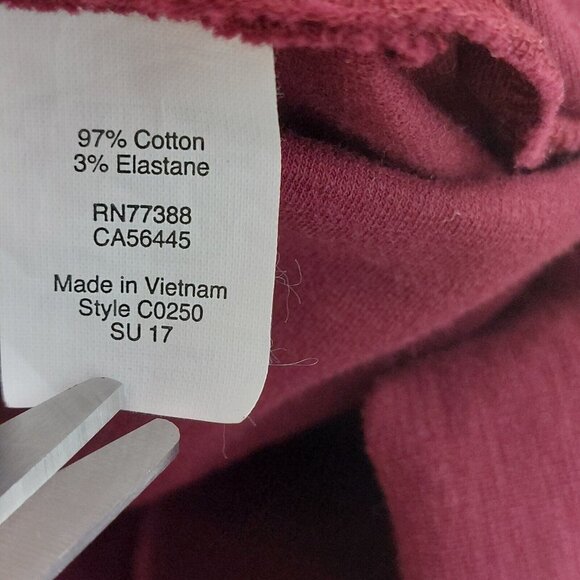 97% Cotton
3% Elastane
RN77388
CA56445
Made in Vietnam
Style C0250
SU 17